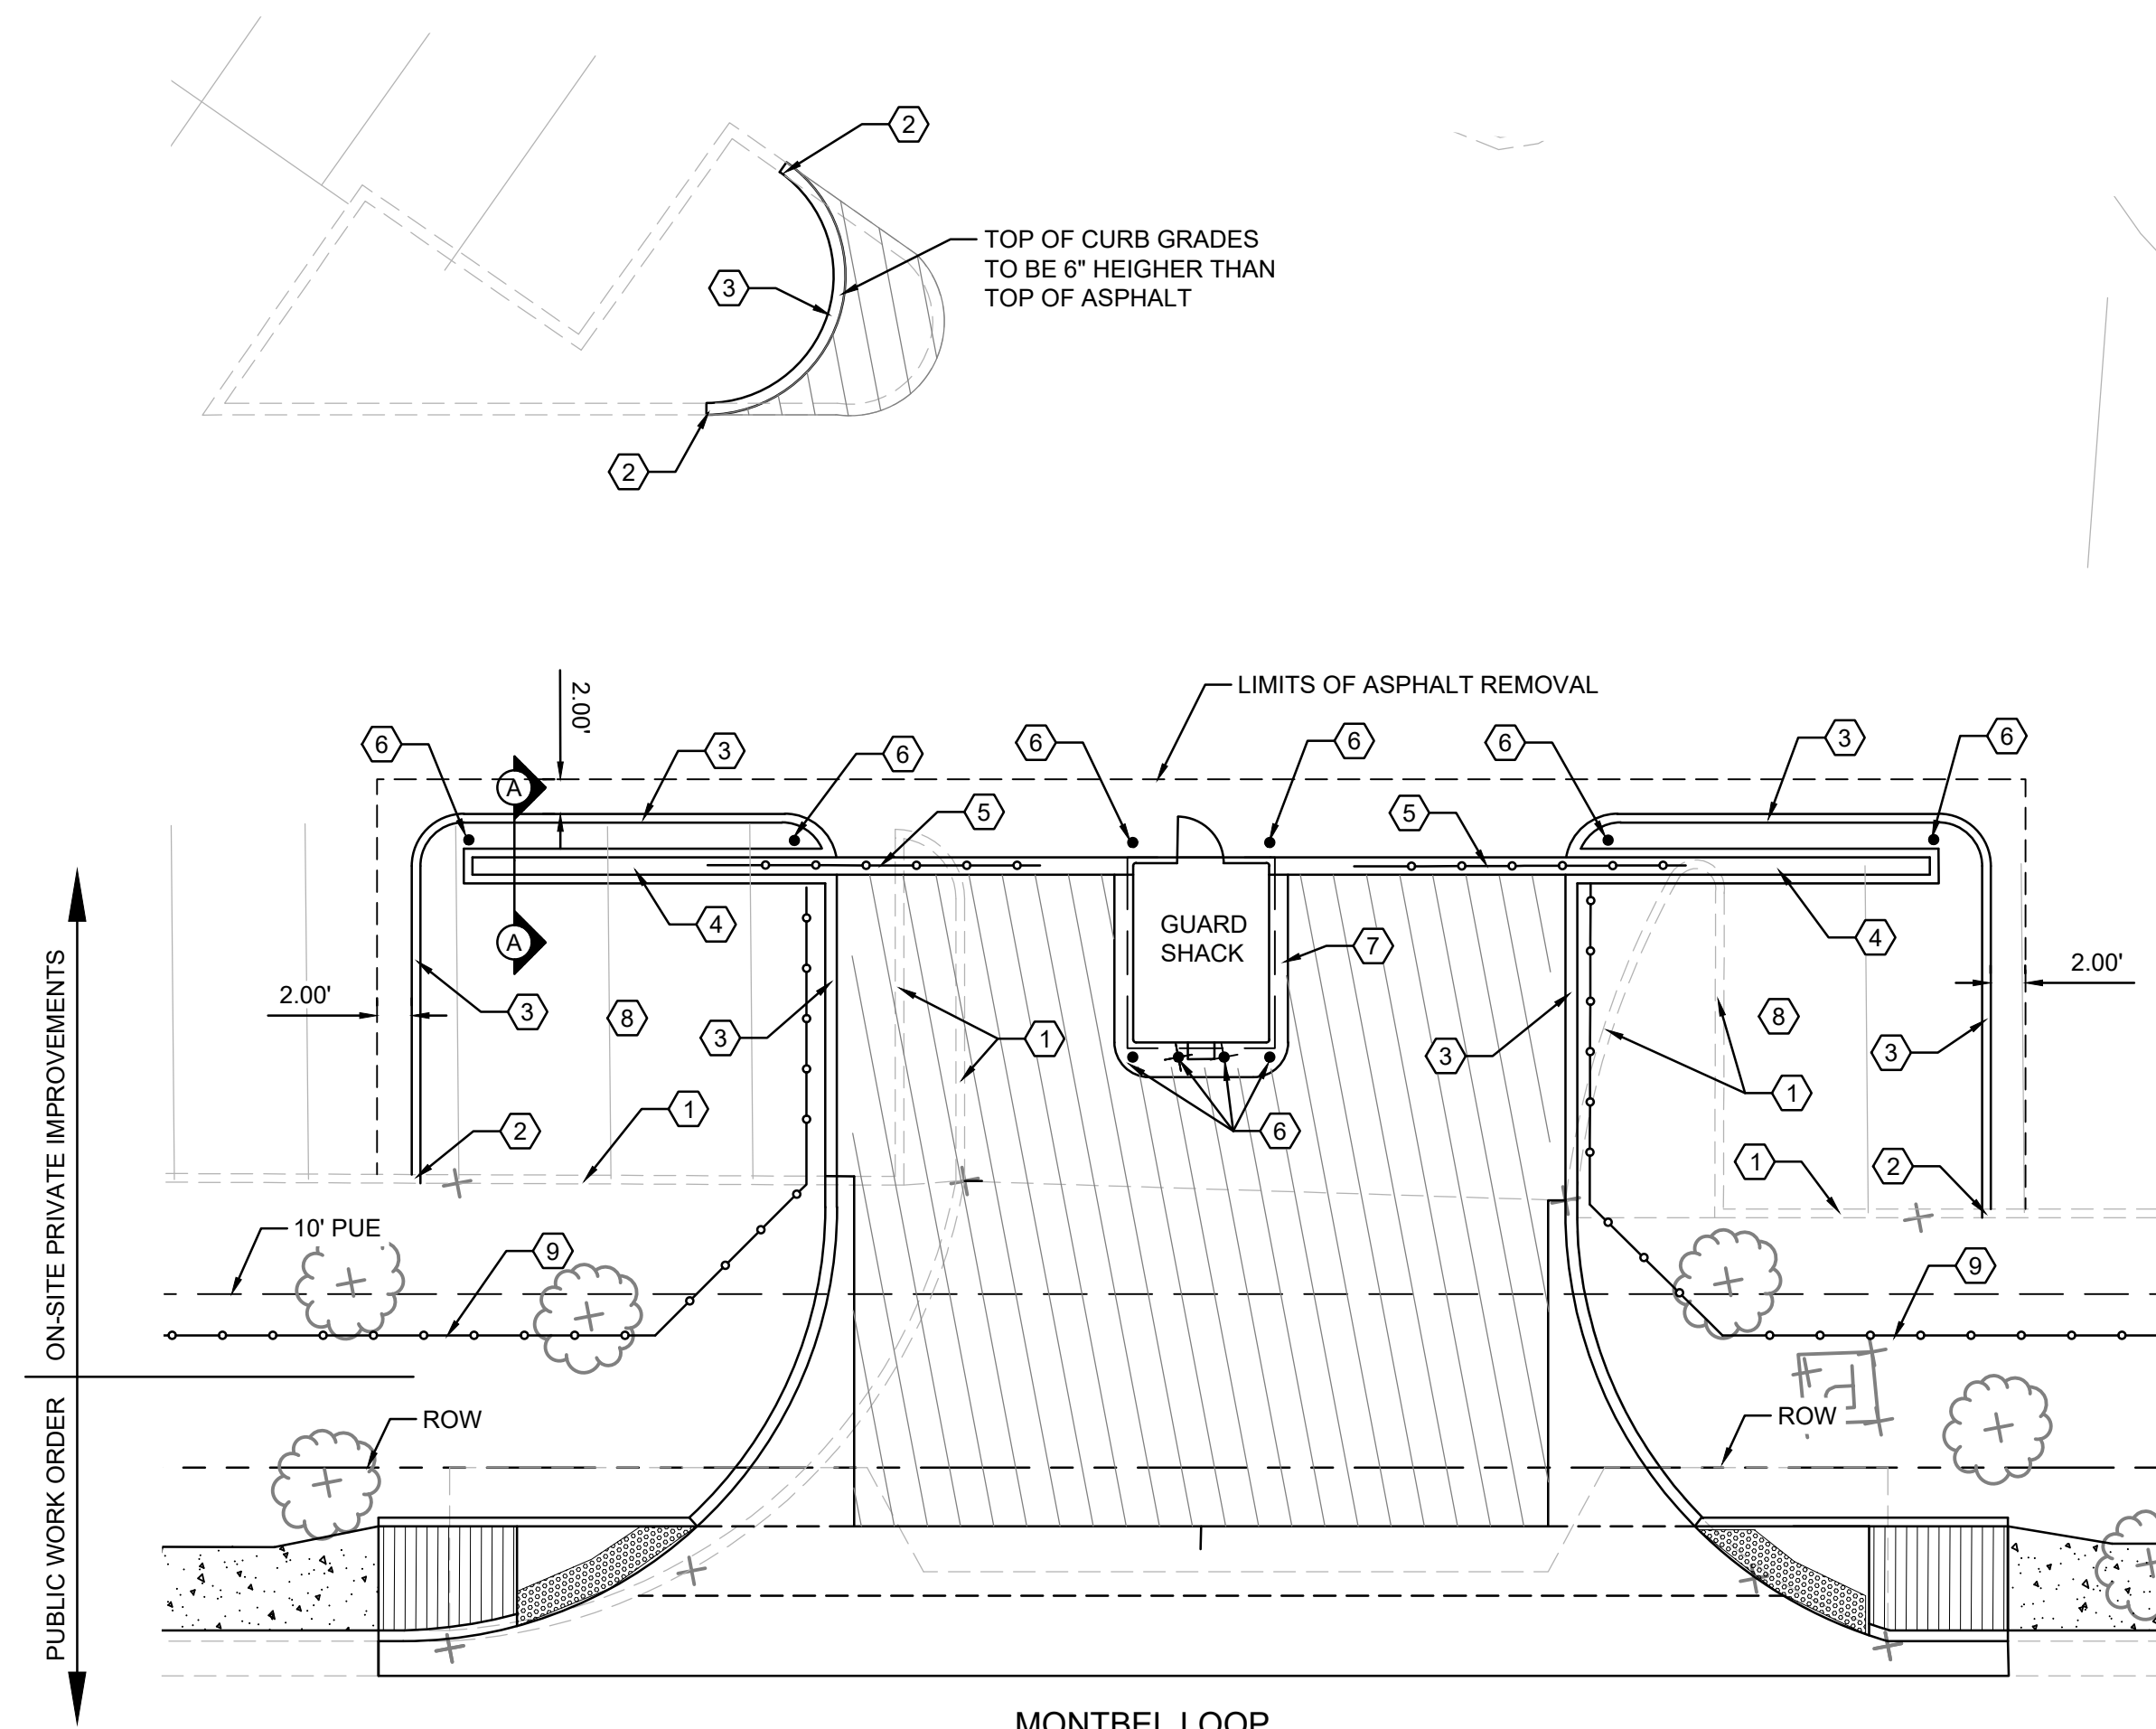 2
TOP OF CURB GRADES
TO BE 6" HEIGHER THAN
TOP OF ASPHALT
3
2
LIMITS OF ASPHALT REMOVAL
2.00'
6
3
6
6
6
6
3
6
A
5
5
4
GUARD
SHACK
4
A
7
2.00'
2.00'
3
8
3
1
3
8
3
1
1
2
6
1
2
10' PUE
9
9
ON-SITE PRIVATE IMPROVEMENTS
PUBLIC WORK ORDER
ROW
ROW
MONTBEL LOOP